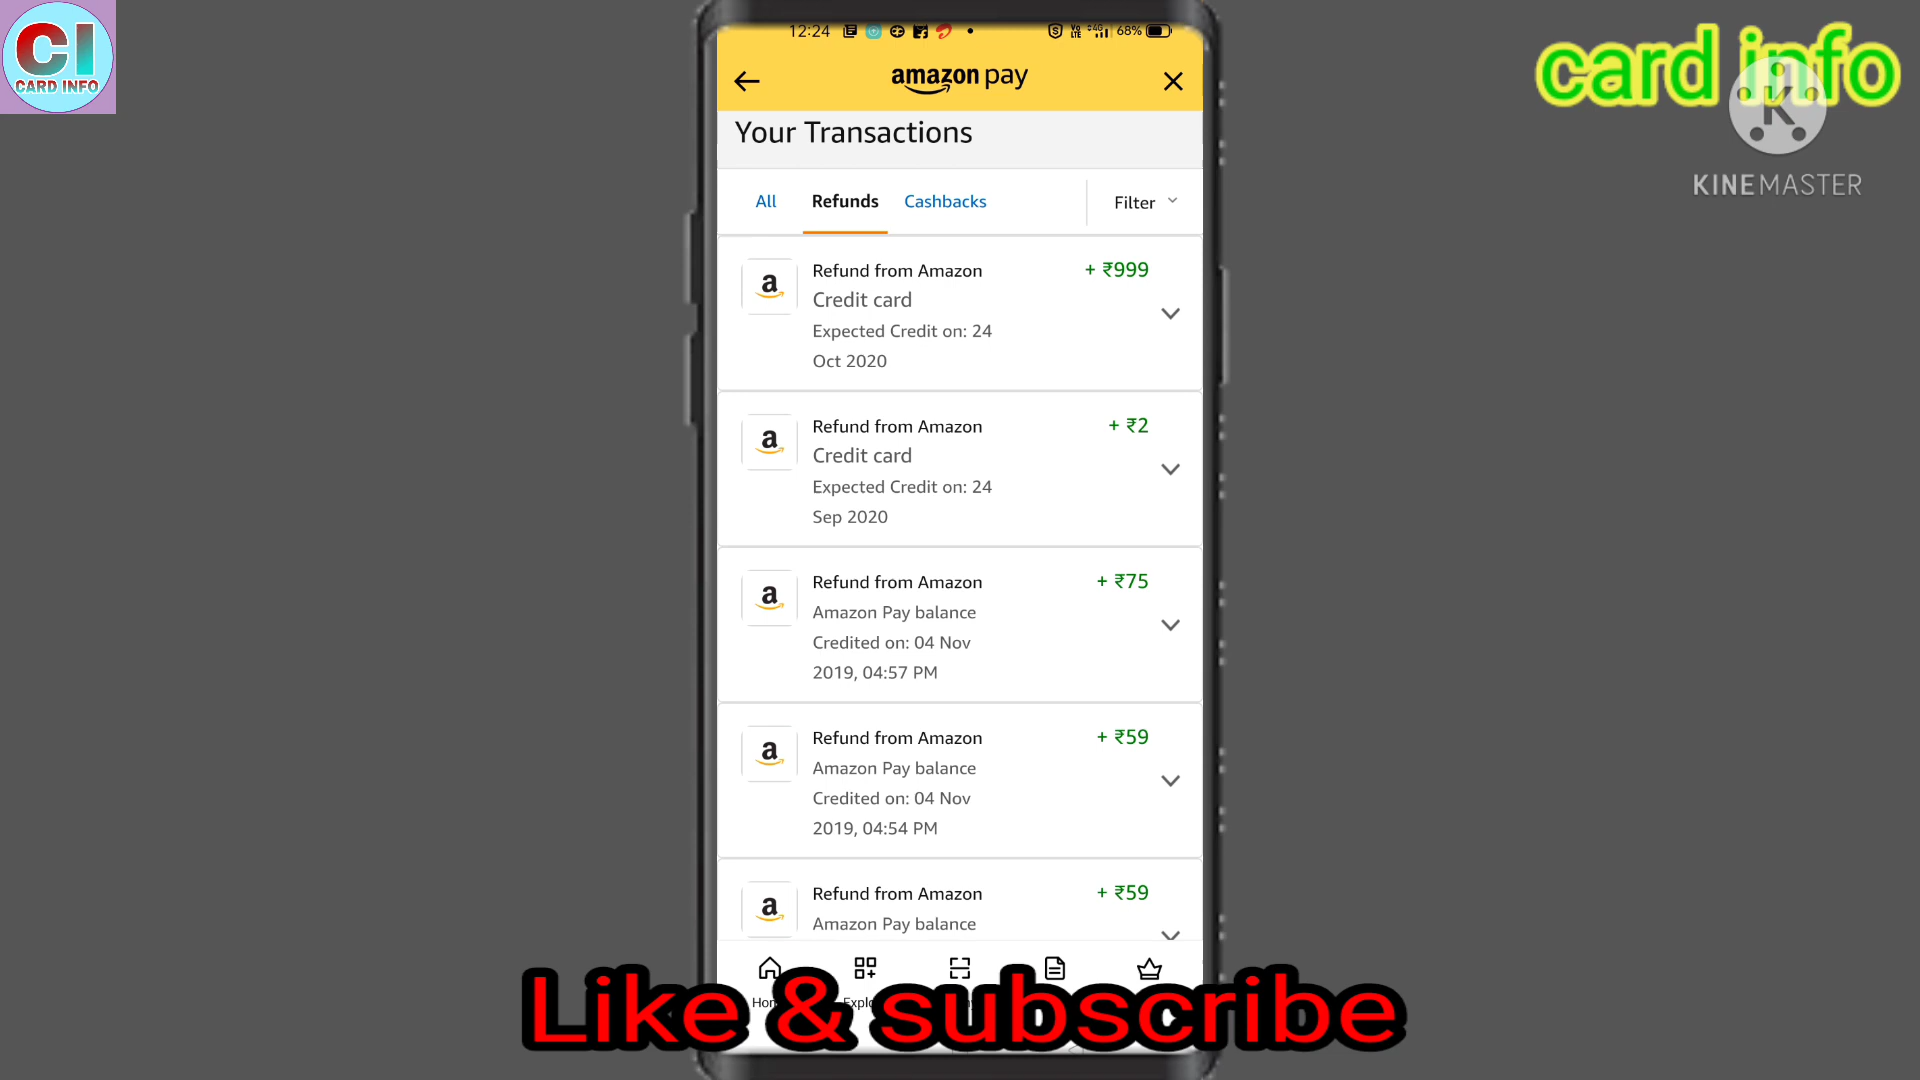 CI
CARD INFO
card info
KINEMASTER
12:24
68%
amazon pay
Your Transactions
All Refunds Cashbacks Filter
Refund from Amazon + ₹999
Credit card
Expected Credit on: 24
Oct 2020
Refund from Amazon + ₹2
Credit card
Expected Credit on: 24
Sep 2020
Refund from Amazon + ₹75
Amazon Pay balance
Credited on: 04 Nov
2019, 04:57 PM
Refund from Amazon + ₹59
Amazon Pay balance
Credited on: 04 Nov
2019, 04:54 PM
Refund from Amazon + ₹59
Amazon Pay balance
Like & subscribe